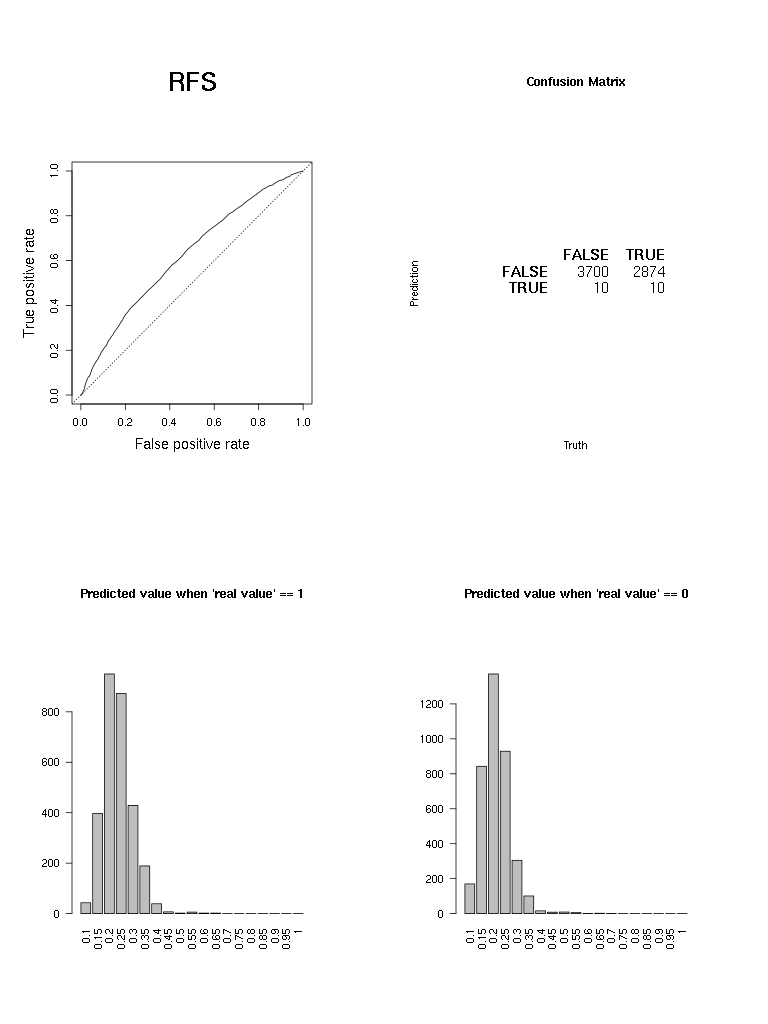 RFS
Confusion Matrix
True positive rate
1.0
0.8
0.6
0.4
0.2
0.0
0.0 0.2 0.4 0.6 0.8 1.0
False positive rate
Prediction
FALSE TRUE
FALSE 3700 2874
TRUE 10 10
Truth
Predicted value when 'real value' == 1
800
600
400
200
0
0.1 0.15 0.2 0.25 0.3 0.35 0.4 0.45 0.5 0.55 0.6 0.65 0.7 0.75 0.8 0.85 0.9 0.95 1
Predicted value when 'real value' == 0
1200
1000
800
600
400
200
0
0.1 0.15 0.2 0.25 0.3 0.35 0.4 0.45 0.5 0.55 0.6 0.65 0.7 0.75 0.8 0.85 0.9 0.95 1